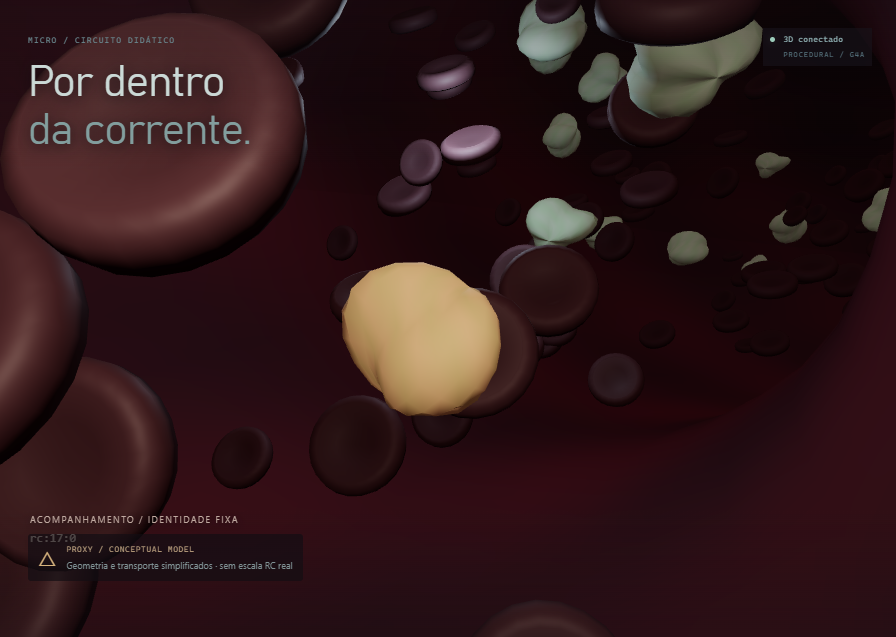 MICRO / CIRCUITO DIDÁTICO
Por dentro
da corrente.
3D conectado
PROCEDURAL / G4A
ACOMPANHAMENTO / IDENTIDADE FIXA
rc:17:0
PROXY / CONCEPTUAL MODEL
Geometria e transporte simplificados · sem escala RC real